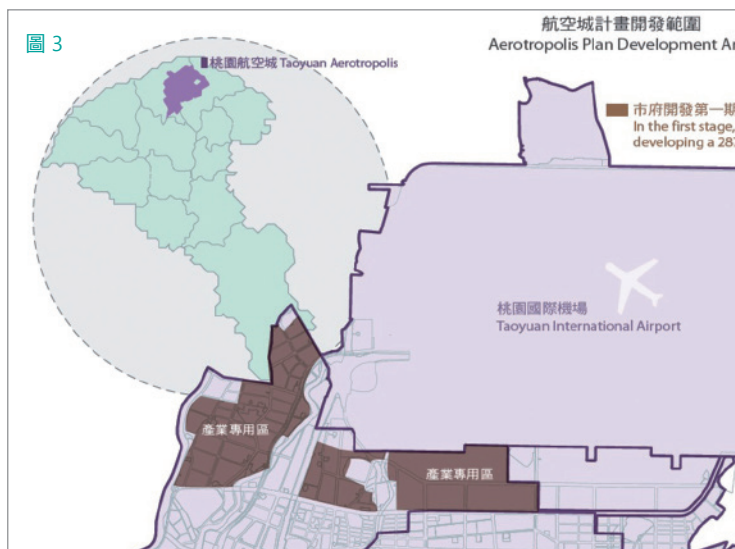 圖 3
桃園航空城 Taoyuan Aerotropolis
航空城計畫開發範圍
Aerotropolis Plan Development
市府開發第一期
In the first stage,
developing a
桃園國際機場
Taoyuan International Airport
產業專用區
產業專用區